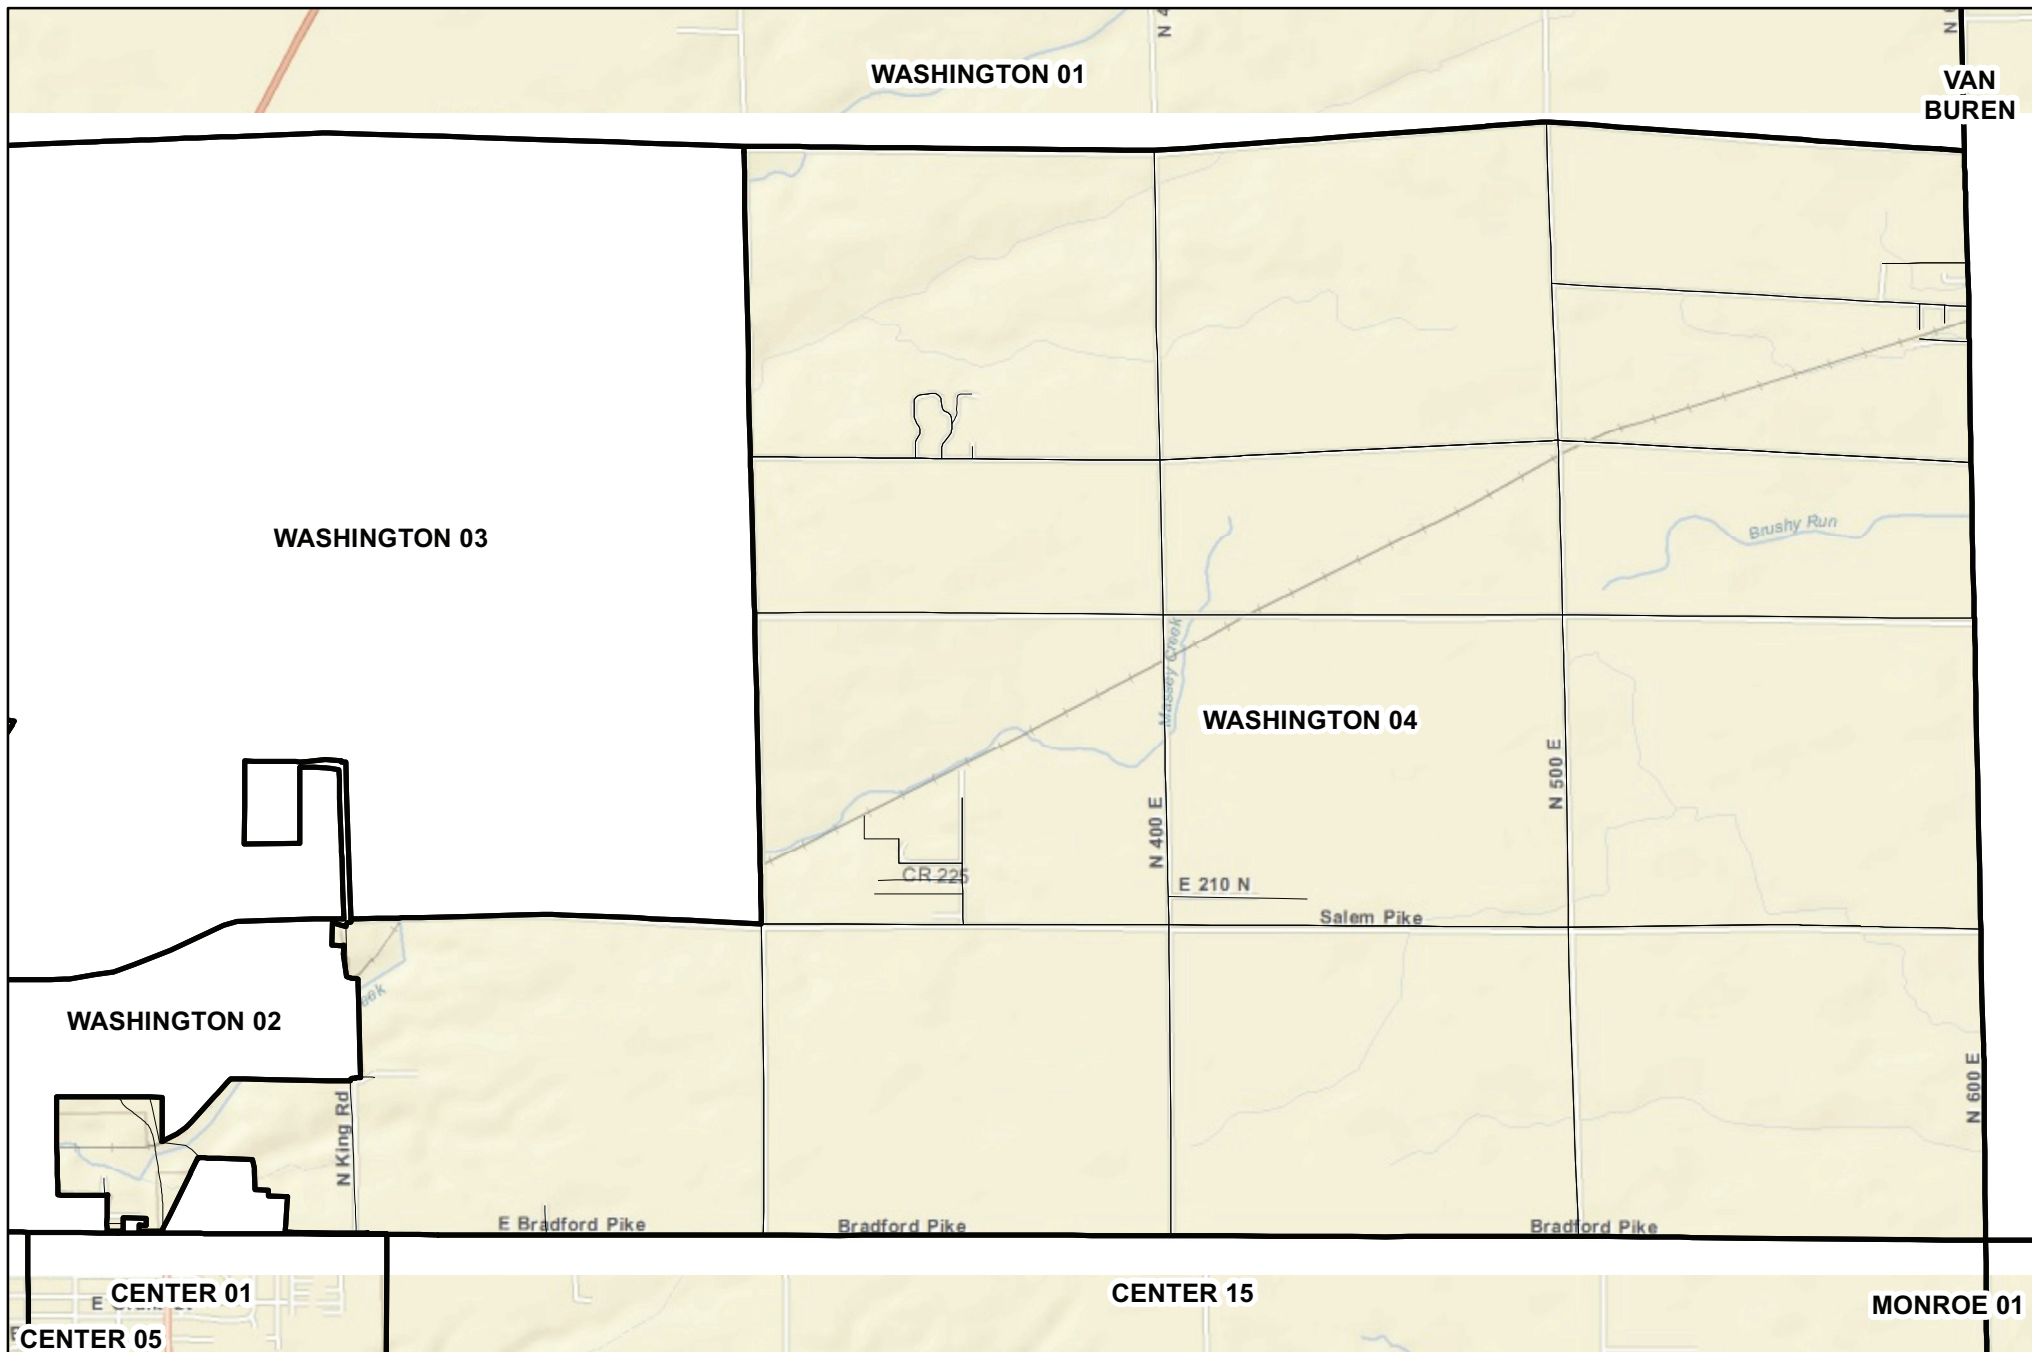 WASHINGTON 01
VAN
BUREN
WASHINGTON 03
Brushy Run
Massey Creek
WASHINGTON 04
N 500 E
N 400 E
CR 225
E 210 N
Salem Pike
WASHINGTON 02
N 600 E
N King Rd
E Bradford Pike
Bradford Pike
Bradford Pike
CENTER 01
CENTER 15
MONROE 01
CENTER 05